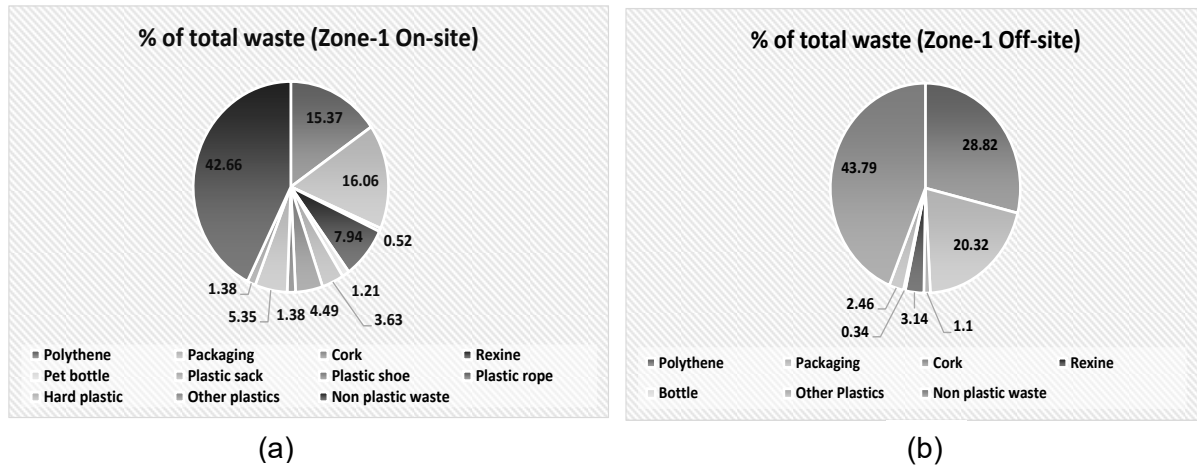 % of total waste (Zone-1 On-site)
15.37
42.66
16.06
7.94
0.52
1.21
1.38
3.63
5.35
1.38
4.49
Polythene Packaging Cork Rexine
Pet bottle Plastic sack Plastic shoe Plastic rope
Hard plastic Other plastics Non plastic waste
(a)
% of total waste (Zone-1 Off-site)
28.82
43.79
20.32
2.46
3.14
1.1
0.34
Polythene Packaging Cork Rexine
Bottle Other Plastics Non plastic waste
(b)